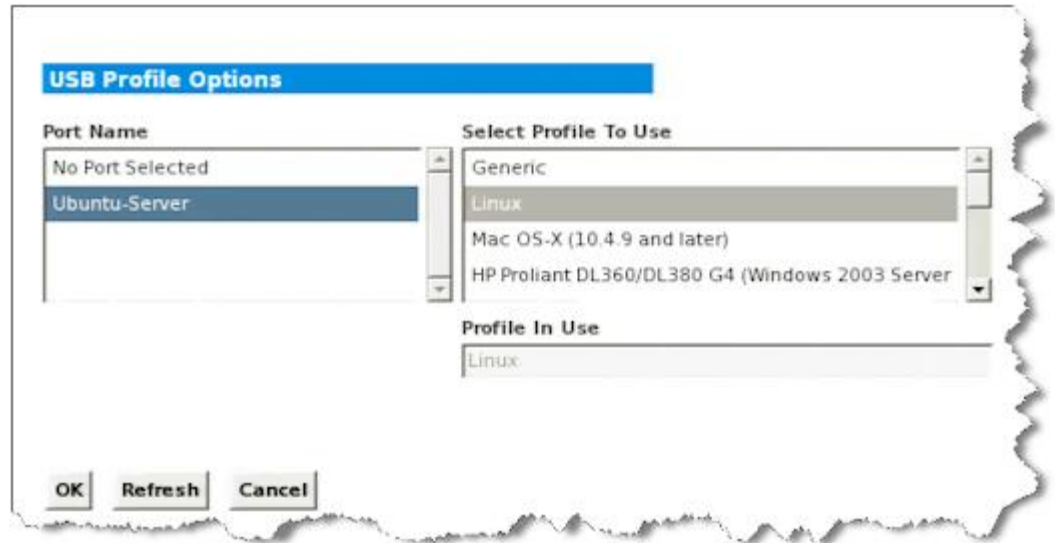 USB Profile Options
Port Name
No Port Selected
Ubuntu-Server
Select Profile To Use
Generic
Linux
Mac OS-X (10.4.9 and later)
HP Proliant DL360/DL380 G4 (Windows 2003 Server
Profile In Use
Linux
OK Refresh Cancel